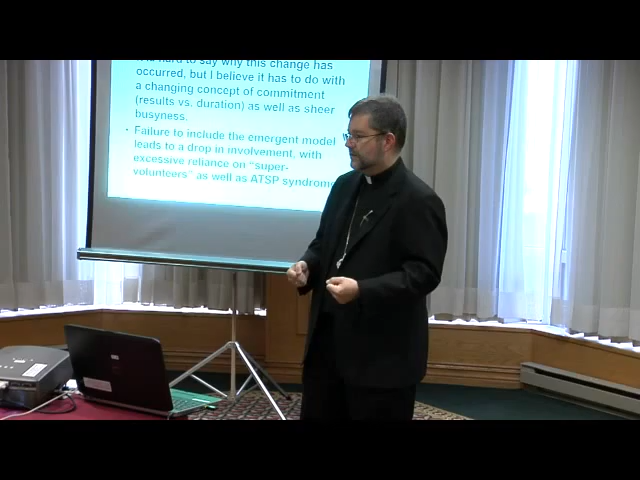 hard to say why this change has
occurred, but I believe it has to do with
a changing concept of commitment
(results vs. duration) as well as sheer
busyness.
• Failure to include the emergent model
leads to a drop in involvement, with
excessive reliance on "super-
volunteers" as well as ATSP syndrome